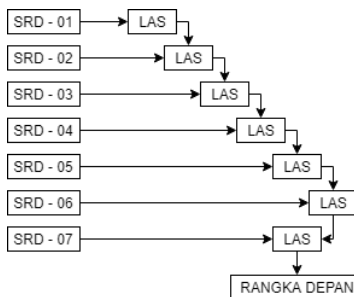 SRD - 01 LAS
SRD - 02 LAS
SRD - 03 LAS
SRD - 04 LAS
SRD - 05 LAS
SRD - 06 LAS
SRD - 07 LAS
RANGKA DEPAN